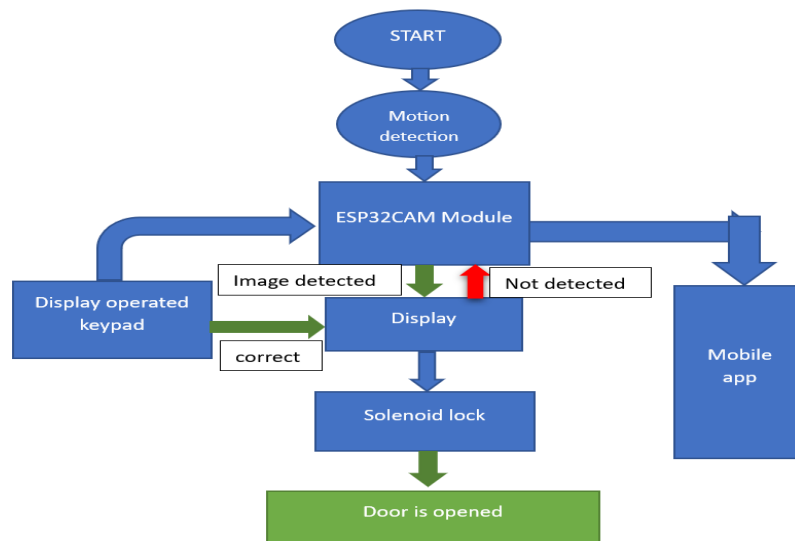 START
Motion
detection
ESP32CAM Module
Image detected
Not detected
Display operated
keypad
Display
correct
Mobile
app
Solenoid lock
Door is opened